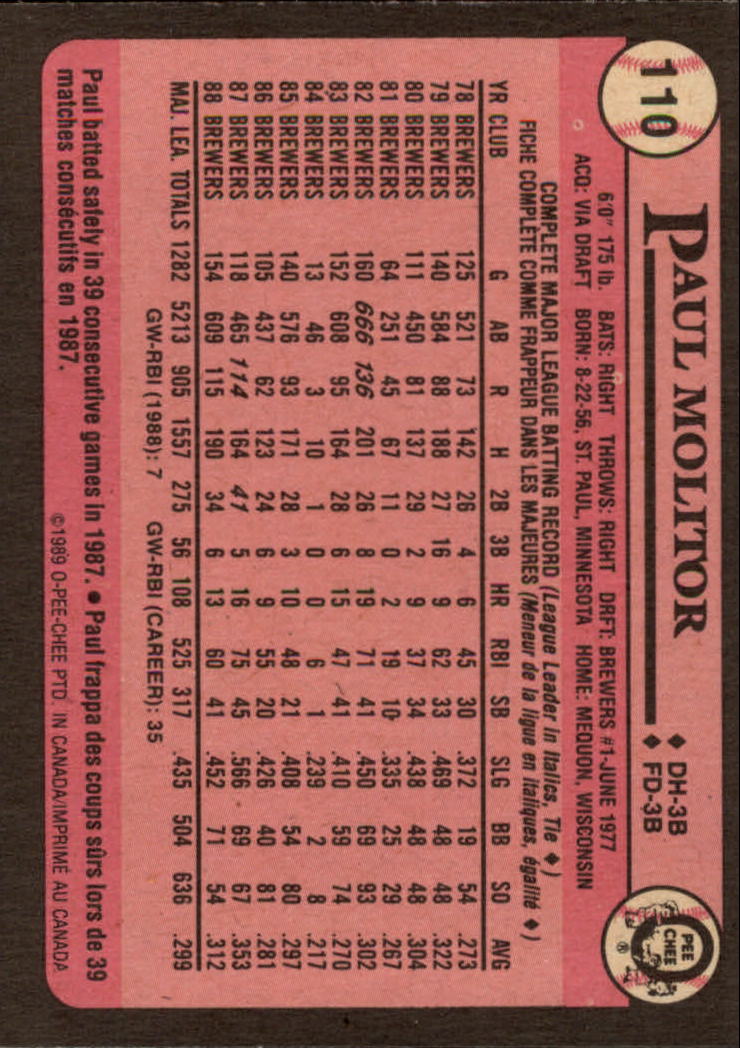 110
PAUL MOLITOR
♦ DH-3B
♦ FD-3B
O PEE CHEE ®
6'0" 175 lb. BATS: RIGHT THROWS: RIGHT DRFT: BREWERS #1-JUNE 1977
ACQ: VIA DRAFT BORN: 8-22-56, ST. PAUL, MINNESOTA HOME: MEQUON, WISCONSIN
COMPLETE MAJOR LEAGUE BATTING RECORD (League Leader in Italics, Tie ♦)
FICHE COMPLETE COMME FRAPPEUR DANS LES MAJEURES (Meneur de la ligue en italiques, égalité ♦)
YR CLUB G AB R H 2B 3B HR RBI SB SLG BB SO AVG
78 BREWERS 125 521 73 142 26 4 6 45 30 .372 19 54 .273
79 BREWERS 140 584 88 188 27 16 9 62 33 .469 48 48 .322
80 BREWERS 111 450 81 137 29 2 9 37 34 .438 48 48 .304
81 BREWERS 64 251 45 67 11 0 2 19 10 .335 25 29 .267
82 BREWERS 160 666 136 201 26 8 19 71 41 .450 69 93 .302
83 BREWERS 152 608 95 164 28 6 15 47 41 .410 59 74 .270
84 BREWERS 13 46 3 10 1 0 0 6 1 .239 2 8 .217
85 BREWERS 140 576 93 171 28 3 10 48 21 .408 54 80 .297
86 BREWERS 105 437 62 123 24 6 9 55 20 .426 40 81 .281
87 BREWERS 118 465 114 164 41 5 16 75 45 .566 69 67 .353
88 BREWERS 154 609 115 190 34 6 13 60 41 .452 71 54 .312
MAJ. LEA. TOTALS 1282 5213 905 1557 275 56 108 525 317 .435 504 636 .299
GW-RBI (1988): 7 GW-RBI (CAREER): 35
Paul batted safely in 39 consecutive games in 1987. ● Paul frappa des coups sûrs lors de 39
matches consécutifs en 1987.
©1989 O-PEE-CHEE PTD. IN CANADA/IMPRIMÉ AU CANADA